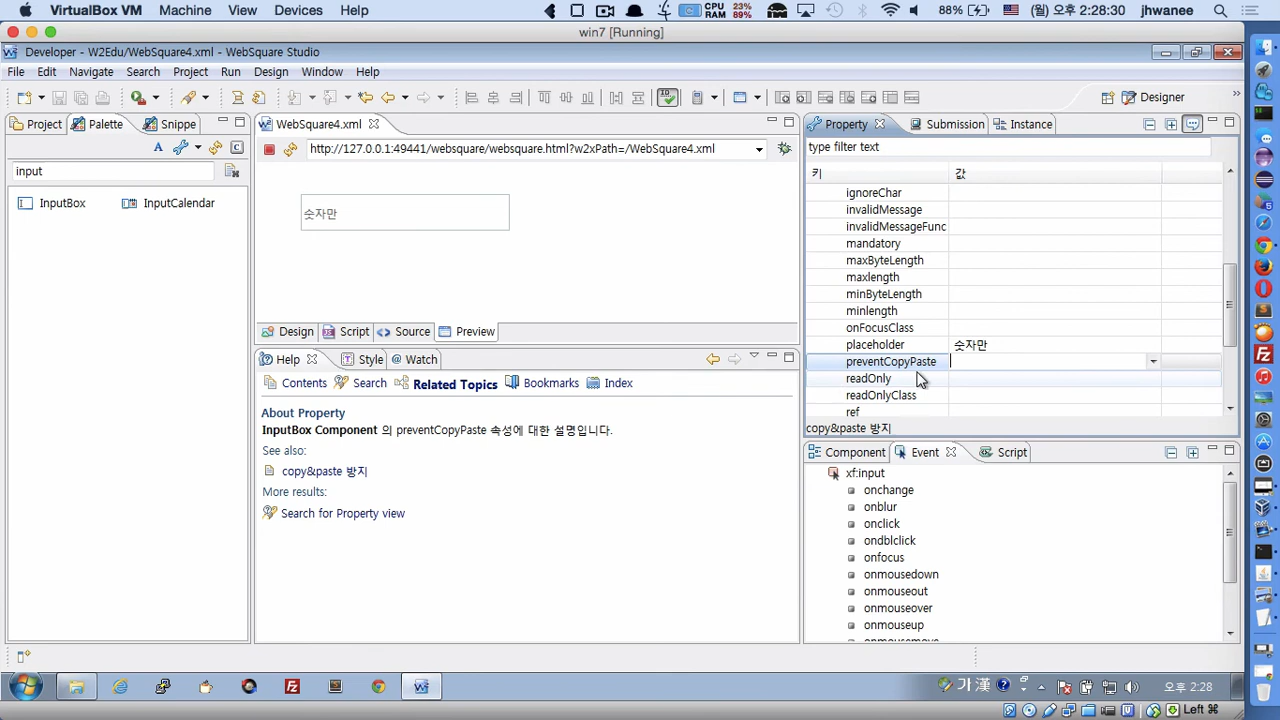 VirtualBox VM Machine View Devices Help CPU 23% RAM 89% 88% (월) 오후 2:28:30 jhwanee
win7 [Running]
Developer - W2Edu/WebSquare4.xml - WebSquare Studio
File Edit Navigate Search Project Run Design Window Help
Designer
Project Palette Snippe WebSquare4.xml Property Submission Instance
http://127.0.0.1:49441/websquare/websquare.html?w2xPath=/WebSquare4.xml
type filter text
input
키 값
InputBox InputCalendar
숫자만
ignoreChar
invalidMessage
invalidMessageFunc
mandatory
maxByteLength
maxlength
minByteLength
minlength
onFocusClass
placeholder 숫자만
preventCopyPaste
readOnly
readOnlyClass
ref
copy&paste 방지
Design Script Source Preview
Help Style Watch
Contents Search Related Topics Bookmarks Index
About Property
InputBox Component 의 preventCopyPaste 속성에 대한 설명입니다.
See also:
copy&paste 방지
More results:
Search for Property view
Component Event Script
xf:input
onchange
onblur
onclick
ondblclick
onfocus
onmousedown
onmouseout
onmouseover
onmouseup
onmousemove
가 漢 오후 2:28
Left ⌘